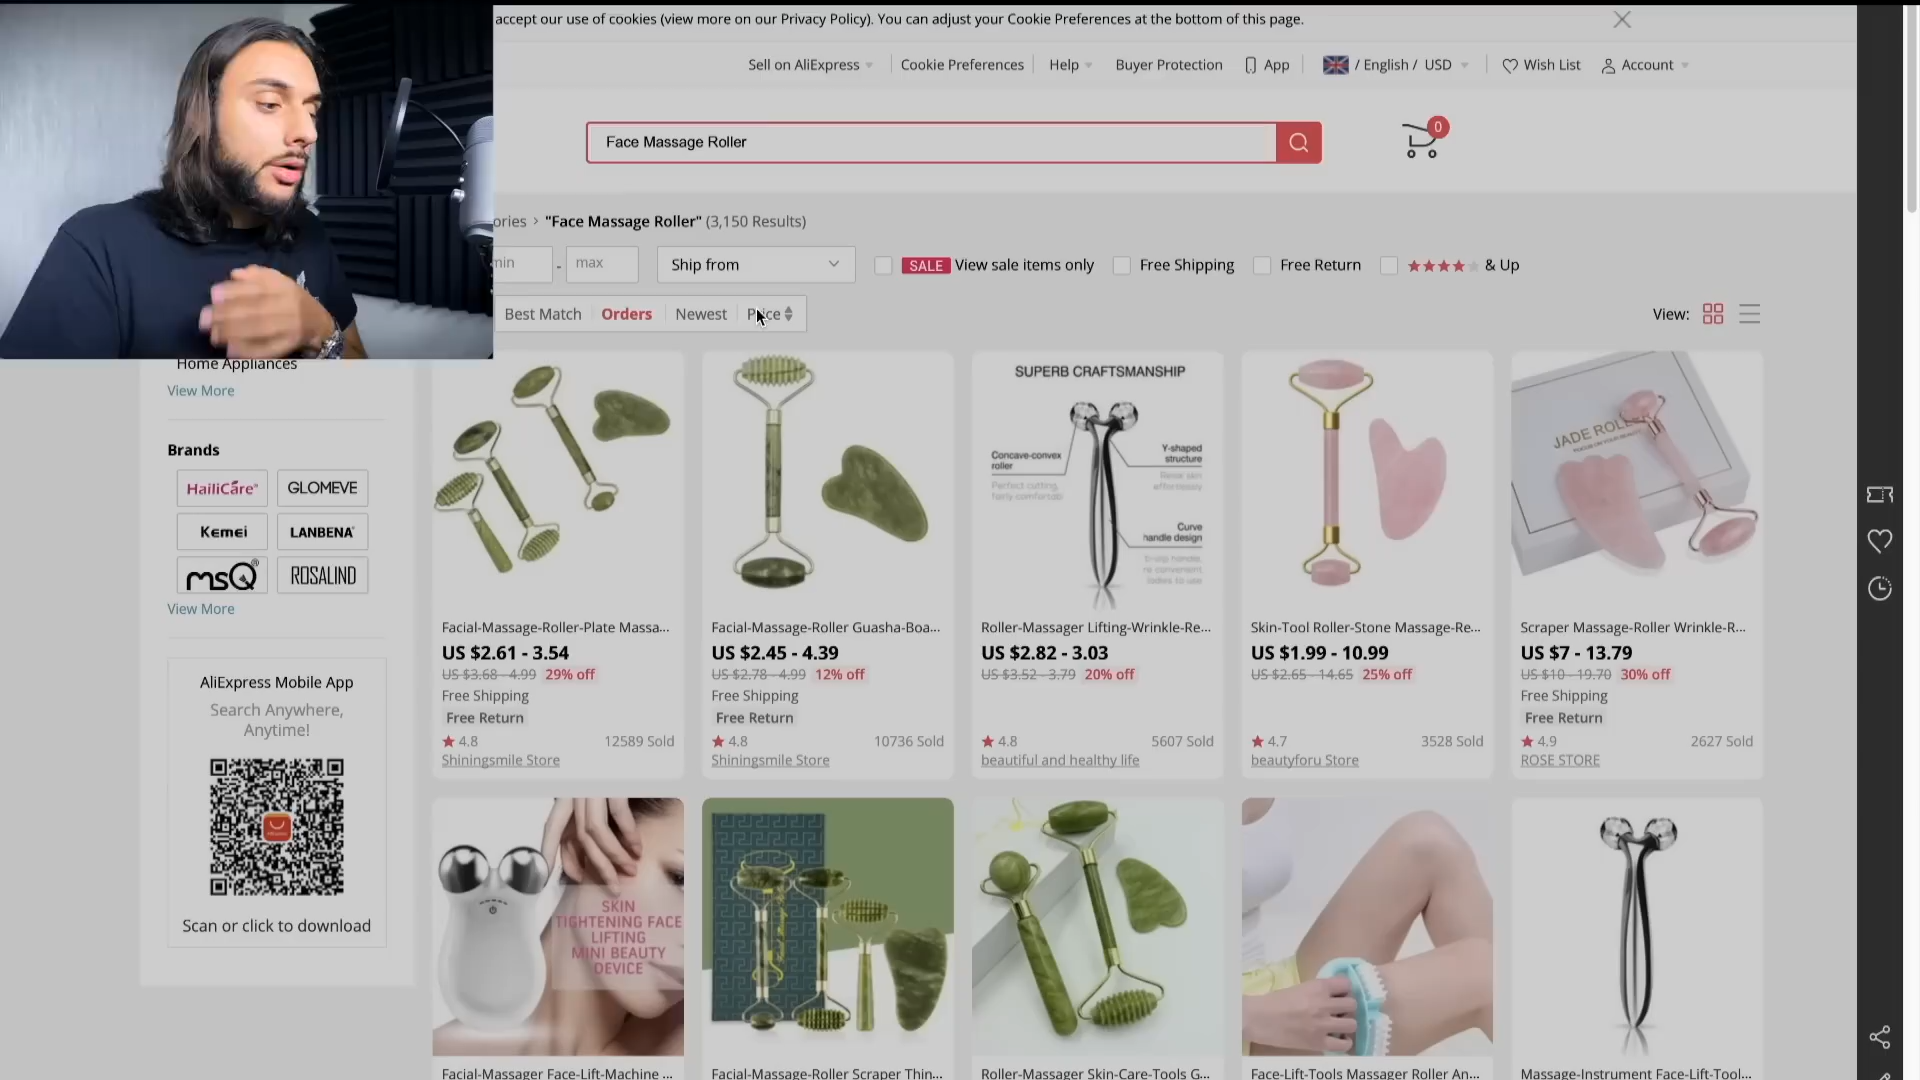 accept our use of cookies (view more on our Privacy Policy). You can adjust your Cookie Preferences at the bottom of this page.
Sell on AliExpress
Cookie Preferences
Help
Buyer Protection
App
/ English / USD
Wish List
Account
Face Massage Roller
0
ories > "Face Massage Roller" (3,150 Results)
min - max
Ship from
SALE View sale items only
Free Shipping
Free Return
& Up
Best Match
Orders
Newest
Price
View:
Home Appliances
View More
Brands
HailiCare®
GLOMEVE
Kemei
LANBENA
msQ®
ROSALIND
View More
AliExpress Mobile App
Search Anywhere,
Anytime!
Scan or click to download
Facial-Massage-Roller-Plate Massa...
US $2.61 - 3.54
US $3.68 - 4.99 29% off
Free Shipping
Free Return
4.8 12589 Sold
Shiningsmile Store
Facial-Massage-Roller Guasha-Boa...
US $2.45 - 4.39
US $2.78 - 4.99 12% off
Free Shipping
Free Return
4.8 10736 Sold
Shiningsmile Store
SUPERB CRAFTSMANSHIP
Concave-convex
roller
Perfect cutting,
Y-shaped
structure
effortlessly
Curve
handle design
Roller-Massager Lifting-Wrinkle-Re...
US $2.82 - 3.03
US $3.52 - 3.79 20% off
4.8 5607 Sold
beautiful and healthy life
Skin-Tool Roller-Stone Massage-Re...
US $1.99 - 10.99
US $2.65 - 14.65 25% off
4.7 3528 Sold
beautyforu Store
JADE ROLLER
Scraper Massage-Roller Wrinkle-R...
US $7 - 13.79
US $10 - 19.70 30% off
Free Shipping
Free Return
4.9 2627 Sold
ROSE STORE
SKIN
TIGHTENING FACE
LIFTING
MINI BEAUTY
DEVICE
Facial-Massager Face-Lift-Machine ...
Facial-Massage-Roller Scraper Thin...
Roller-Massager Skin-Care-Tools G...
Face-Lift-Tools Massager Roller An...
Massage-Instrument Face-Lift-Tool...